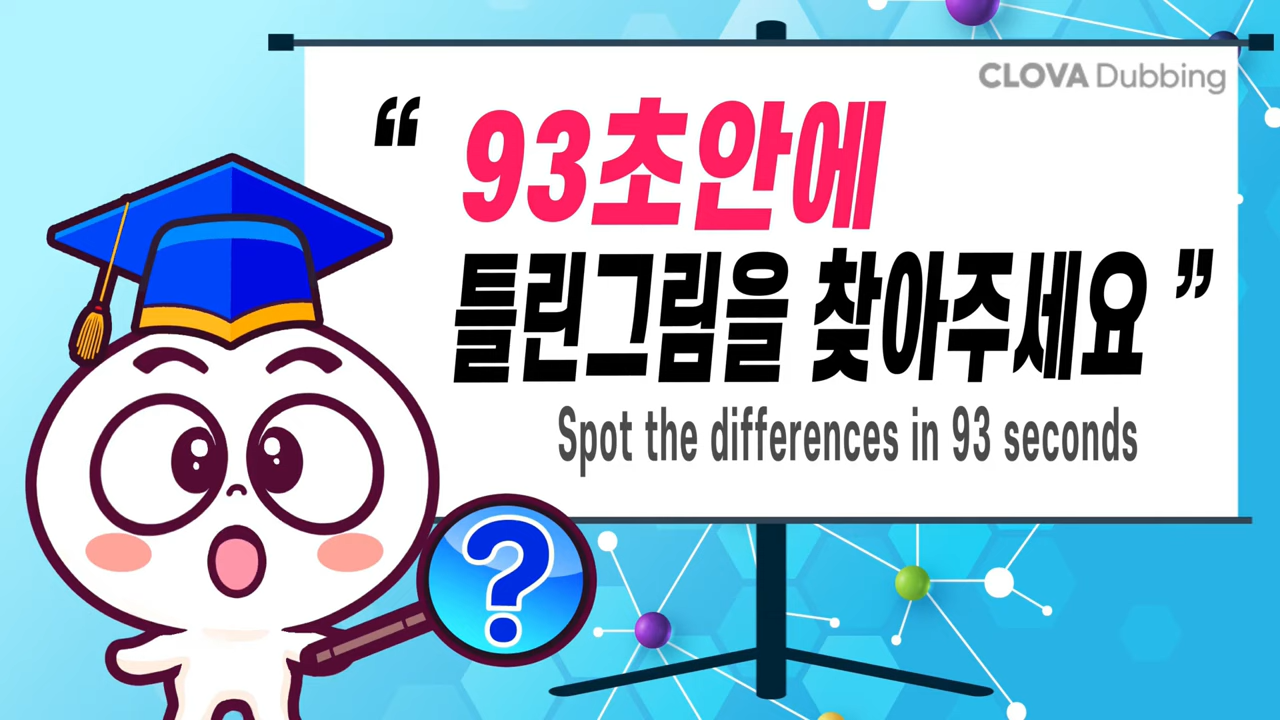 CLOVA Dubbing
“ 93초안에
틀린그림을 찾아주세요 ”
Spot the differences in 93 seconds
?